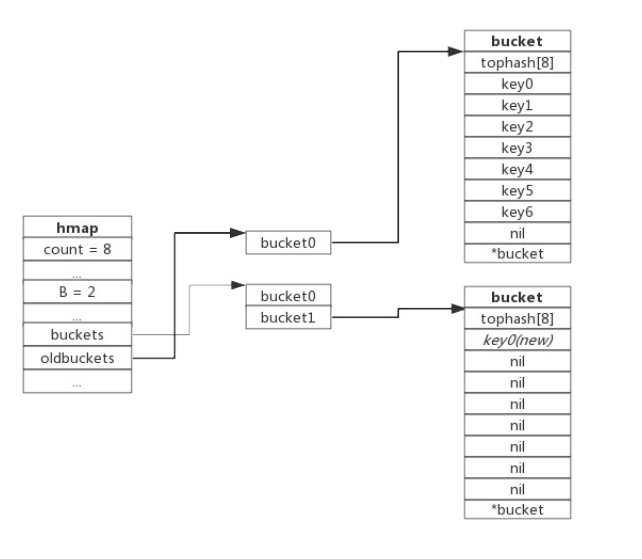 hmap
count = 8
...
B = 2
...
buckets
oldbuckets
...
bucket0
bucket0
bucket1
bucket
tophash[8]
key0
key1
key2
key3
key4
key5
key6
nil
*bucket
bucket
tophash[8]
key0(new)
nil
nil
nil
nil
nil
nil
nil
*bucket